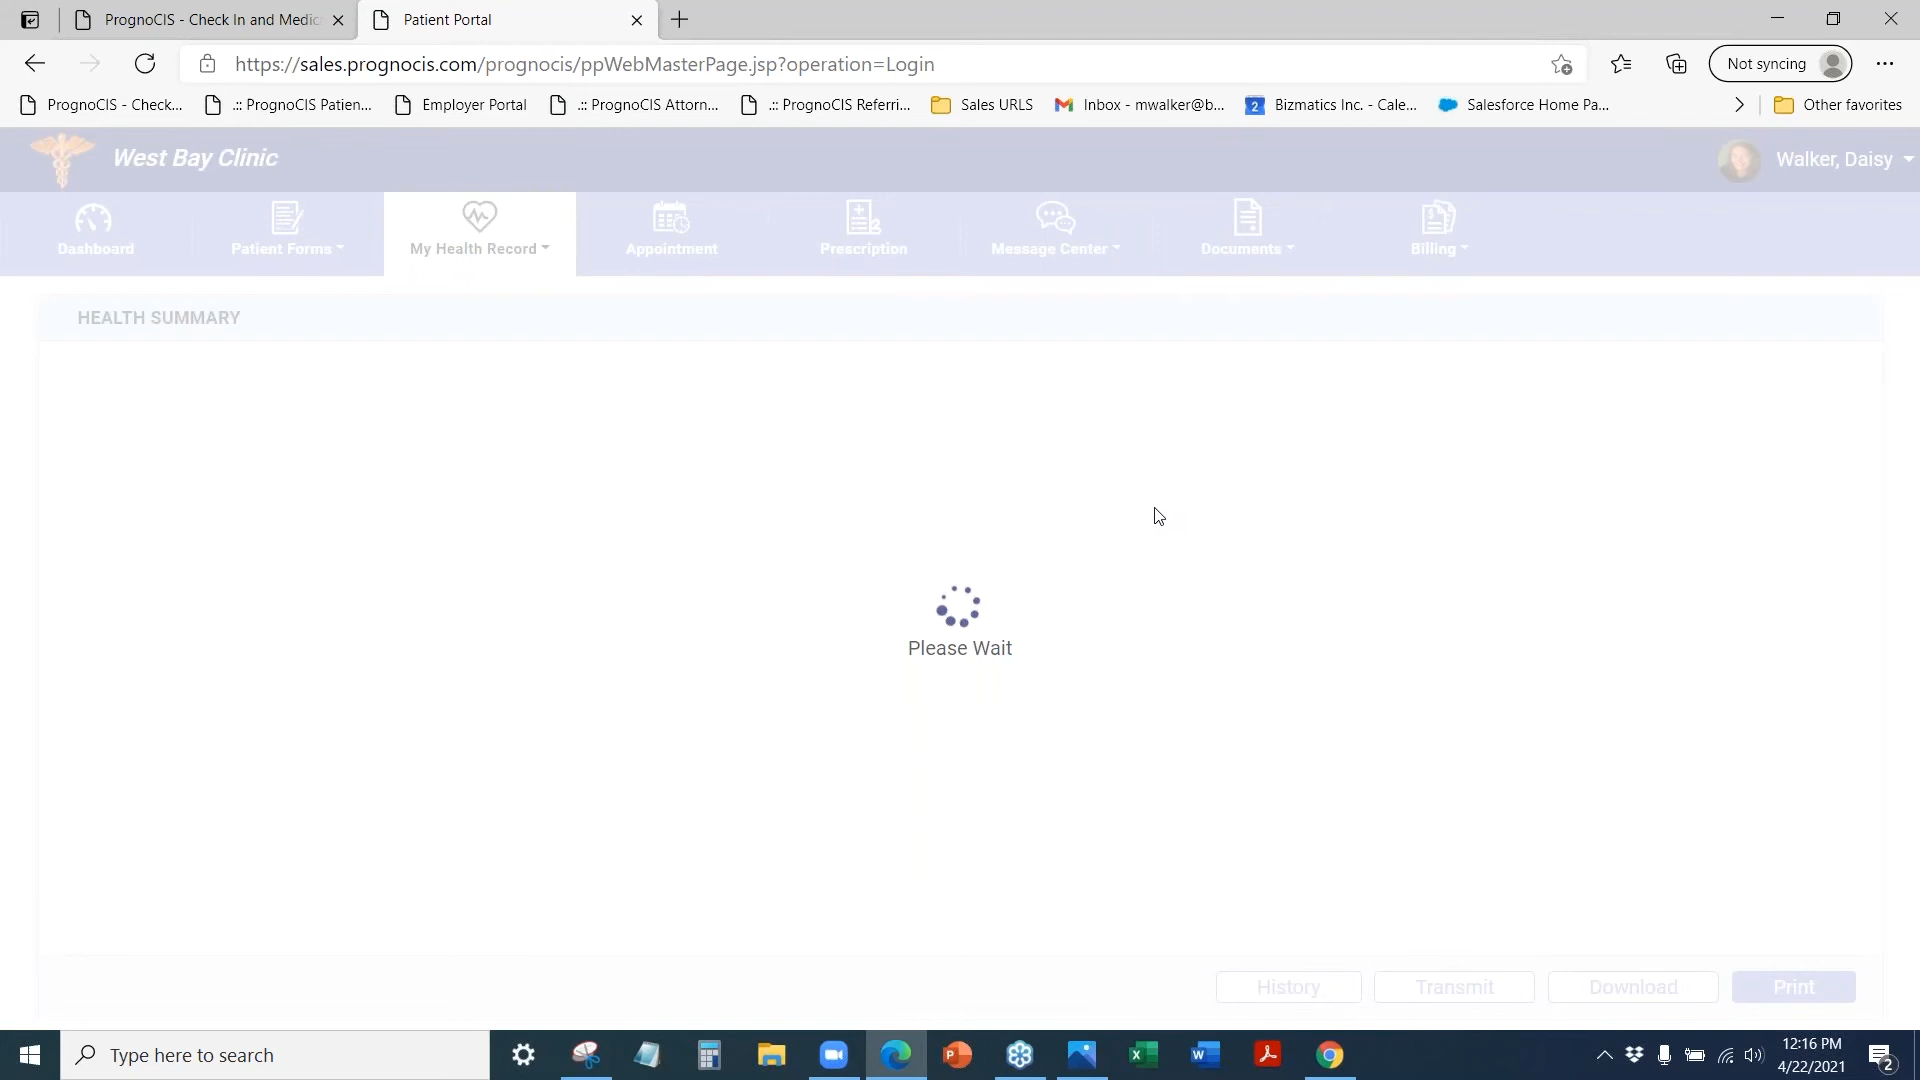 PrognoCIS - Check In and Medic
Patient Portal
https://sales.prognocis.com/prognocis/ppWebMasterPage.jsp?operation=Login
Not syncing
PrognoCIS - Check...
.:: PrognoCIS Patien...
Employer Portal
.:: PrognoCIS Attorn...
.:: PrognoCIS Referri...
Sales URLS
Inbox - mwalker@b...
2
Bizmatics Inc. - Cale...
Salesforce Home Pa...
Other favorites
West Bay Clinic
Walker, Daisy
Dashboard
Patient Forms
My Health Record
Appointment
Prescription
Message Center
Documents
Billing
HEALTH SUMMARY
Please Wait
History
Transmit
Download
Print
Type here to search
12:16 PM
4/22/2021
2